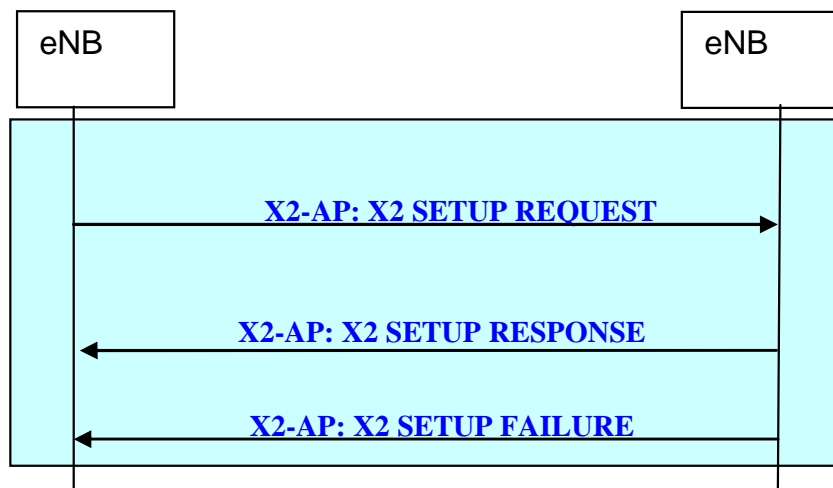 eNB
eNB
X2-AP: X2 SETUP REQUEST
X2-AP: X2 SETUP RESPONSE
X2-AP: X2 SETUP FAILURE